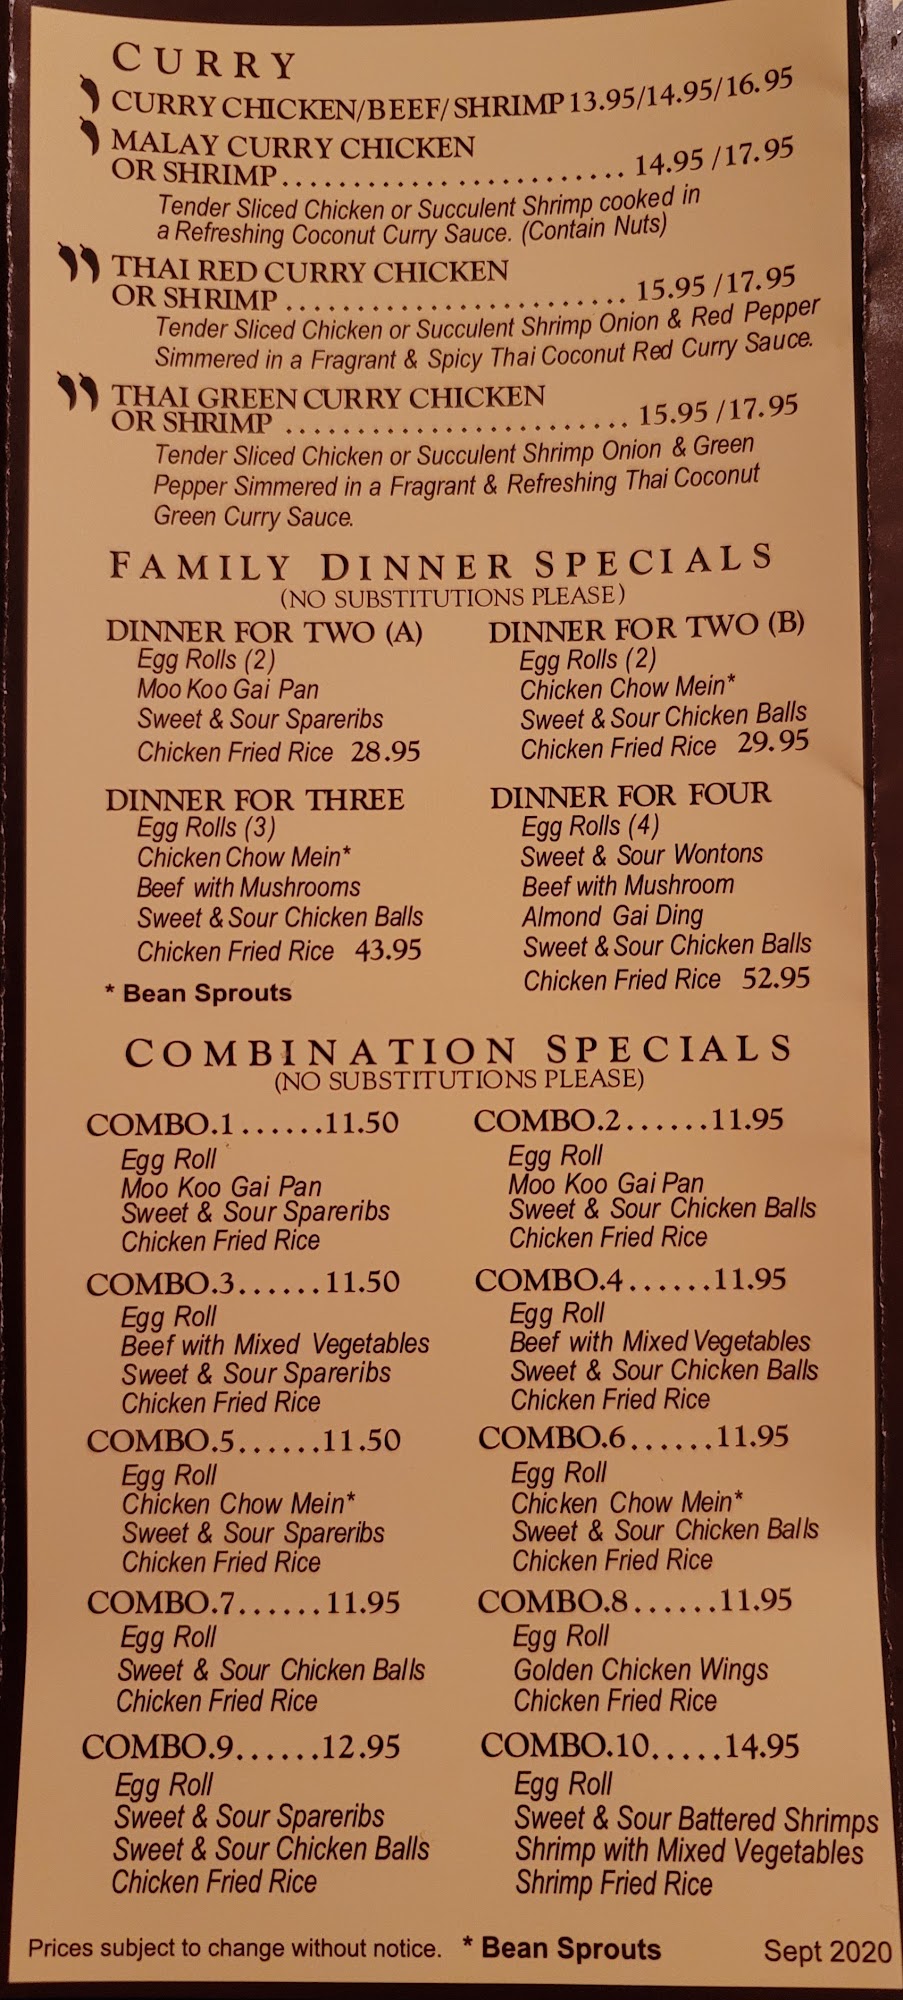 CURRY
CURRY CHICKEN/BEEF/SHRIMP 13.95/14.95/16.95
MALAY CURRY CHICKEN
OR SHRIMP........................ 14.95 /17.95
Tender Sliced Chicken or Succulent Shrimp cooked in
a Refreshing Coconut Curry Sauce. (Contain Nuts)
THAI RED CURRY CHICKEN
OR SHRIMP ........................ 15.95 /17.95
Tender Sliced Chicken or Succulent Shrimp Onion & Red Pepper
Simmered in a Fragrant & Spicy Thai Coconut Red Curry Sauce.
THAI GREEN CURRY CHICKEN
OR SHRIMP ........................ 15.95 /17.95
Tender Sliced Chicken or Succulent Shrimp Onion & Green
Pepper Simmered in a Fragrant & Refreshing Thai Coconut
Green Curry Sauce.
FAMILY DINNER SPECIALS
(NO SUBSTITUTIONS PLEASE)
DINNER FOR TWO (A)
Egg Rolls (2)
Moo Koo Gai Pan
Sweet & Sour Spareribs
Chicken Fried Rice 28.95
DINNER FOR TWO (B)
Egg Rolls (2)
Chicken Chow Mein*
Sweet & Sour Chicken Balls
Chicken Fried Rice 29.95
DINNER FOR THREE
Egg Rolls (3)
Chicken Chow Mein*
Beef with Mushrooms
Sweet & Sour Chicken Balls
Chicken Fried Rice 43.95
* Bean Sprouts
DINNER FOR FOUR
Egg Rolls (4)
Sweet & Sour Wontons
Beef with Mushroom
Almond Gai Ding
Sweet & Sour Chicken Balls
Chicken Fried Rice 52.95
COMBINATION SPECIALS
(NO SUBSTITUTIONS PLEASE)
COMBO.1......11.50
Egg Roll
Moo Koo Gai Pan
Sweet & Sour Spareribs
Chicken Fried Rice
COMBO.2......11.95
Egg Roll
Moo Koo Gai Pan
Sweet & Sour Chicken Balls
Chicken Fried Rice
COMBO.3......11.50
Egg Roll
Beef with Mixed Vegetables
Sweet & Sour Spareribs
Chicken Fried Rice
COMBO.4......11.95
Egg Roll
Beef with Mixed Vegetables
Sweet & Sour Chicken Balls
Chicken Fried Rice
COMBO.5......11.50
Egg Roll
Chicken Chow Mein*
Sweet & Sour Spareribs
Chicken Fried Rice
COMBO.6......11.95
Egg Roll
Chicken Chow Mein*
Sweet & Sour Chicken Balls
Chicken Fried Rice
COMBO.7......11.95
Egg Roll
Sweet & Sour Chicken Balls
Chicken Fried Rice
COMBO.8......11.95
Egg Roll
Golden Chicken Wings
Chicken Fried Rice
COMBO.9......12.95
Egg Roll
Sweet & Sour Spareribs
Sweet & Sour Chicken Balls
Chicken Fried Rice
COMBO.10.....14.95
Egg Roll
Sweet & Sour Battered Shrimps
Shrimp with Mixed Vegetables
Shrimp Fried Rice
Prices subject to change without notice. * Bean Sprouts Sept 2020